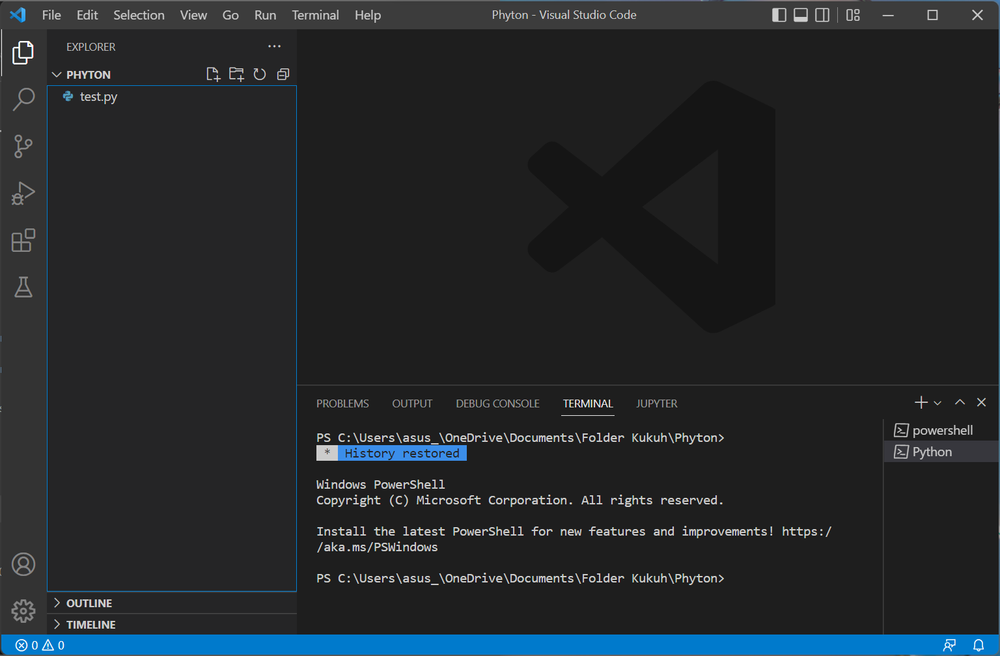 File Edit Selection View Go Run Terminal Help Phyton - Visual Studio Code
EXPLORER
PHYTON
test.py
PROBLEMS OUTPUT DEBUG CONSOLE TERMINAL JUPYTER
PS C:\Users\asus_\OneDrive\Documents\Folder Kukuh\Phyton>
* History restored
Windows PowerShell
Copyright (C) Microsoft Corporation. All rights reserved.
Install the latest PowerShell for new features and improvements! https:/
/aka.ms/PSWindows
PS C:\Users\asus_\OneDrive\Documents\Folder Kukuh\Phyton>
powershell
Python
OUTLINE
TIMELINE
0 0